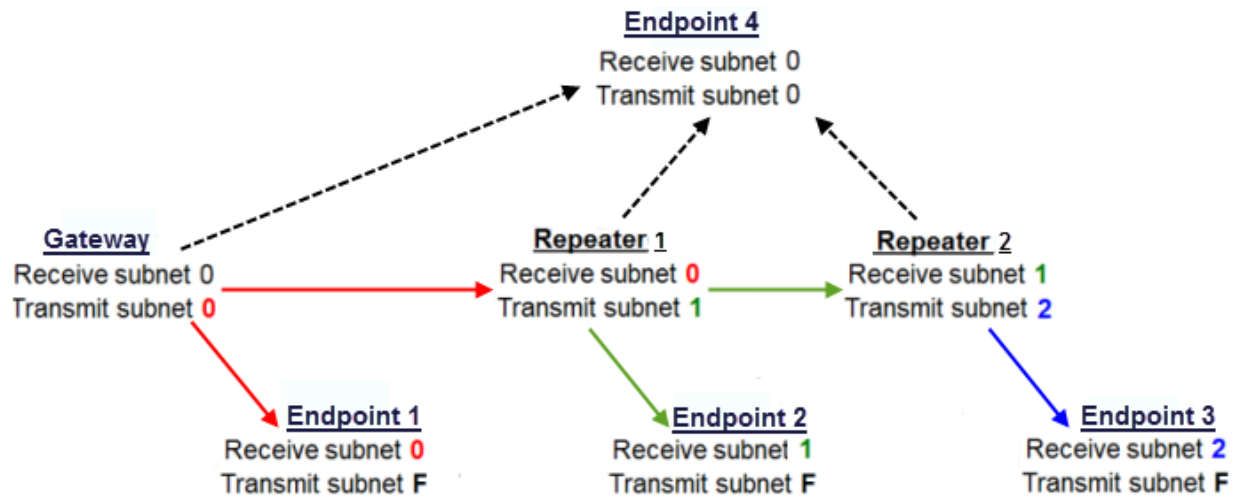 Endpoint 4
Receive subnet 0
Transmit subnet 0
Gateway
Receive subnet 0
Transmit subnet 0
Repeater 1
Receive subnet 0
Transmit subnet 1
Repeater 2
Receive subnet 1
Transmit subnet 2
Endpoint 1
Receive subnet 0
Transmit subnet F
Endpoint 2
Receive subnet 1
Transmit subnet F
Endpoint 3
Receive subnet 2
Transmit subnet F